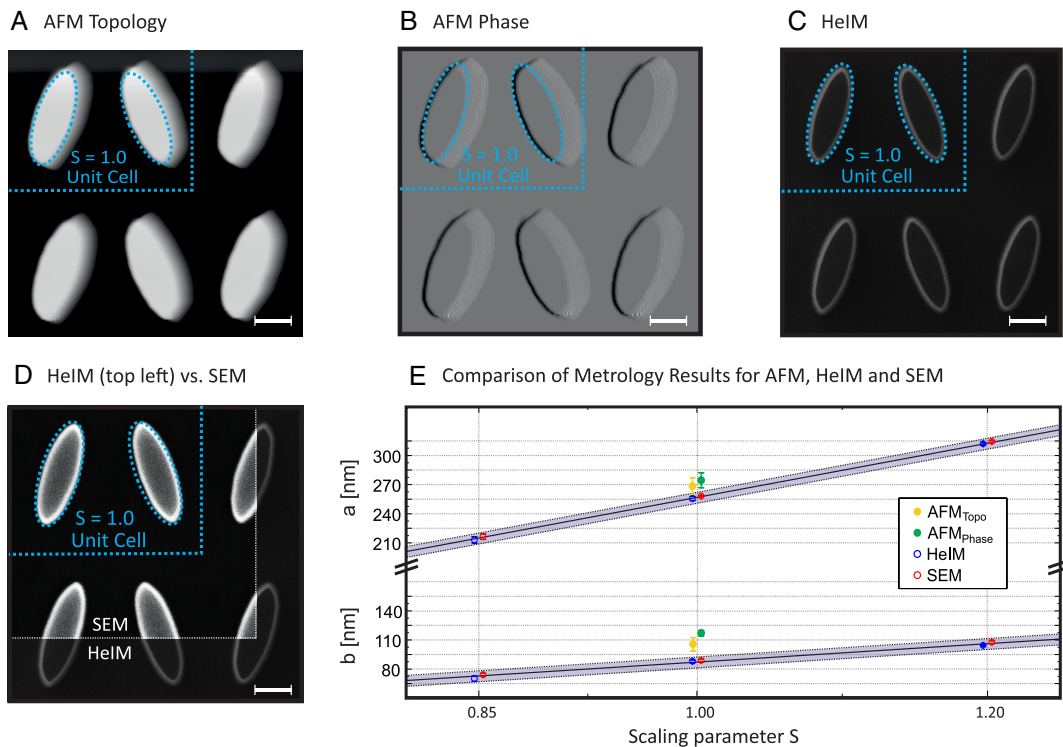 A AFM Topology
S = 1.0
Unit Cell
B AFM Phase
S = 1.0
Unit Cell
C HeIM
S = 1.0
Unit Cell
D HeIM (top left) vs. SEM
S = 1.0
Unit Cell
SEM
HeIM
E Comparison of Metrology Results for AFM, HeIM and SEM
a [nm]
300
270
240
210
b [nm]
140
110
80
AFMTopo
AFMPhase
HeIM
SEM
0.85 1.00 1.20
Scaling parameter S